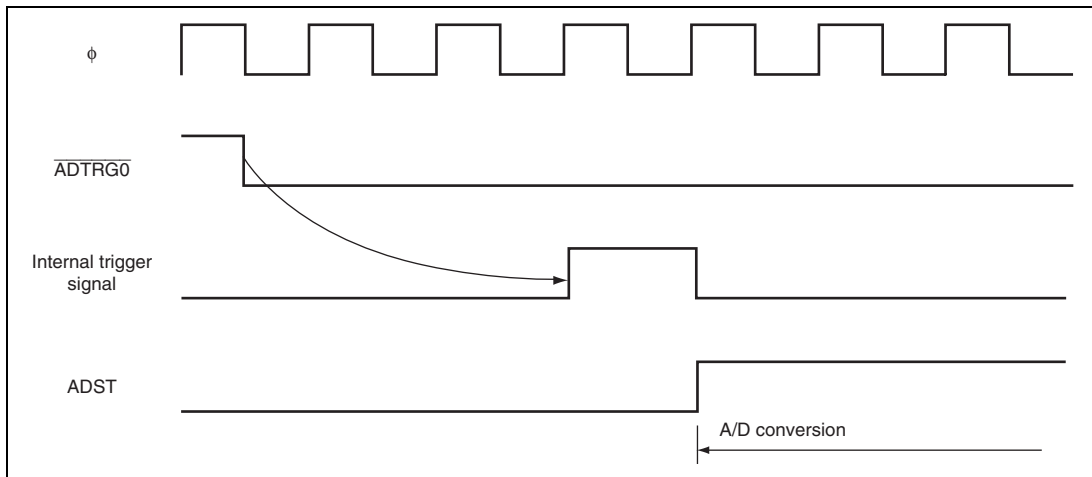 ϕ
ADTRG0
Internal trigger
signal
ADST
A/D conversion